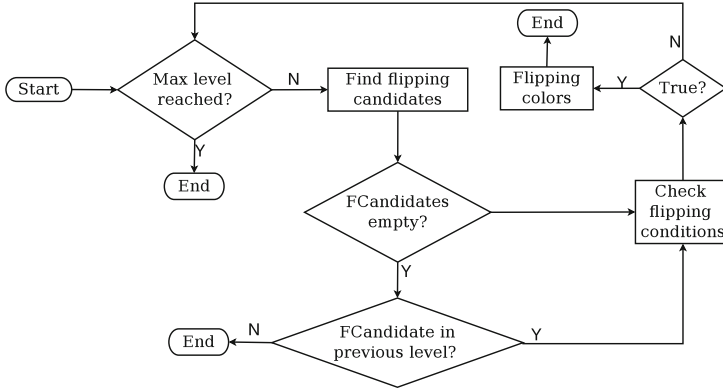 End
N
Start
Max level
reached?
N
Find flipping
candidates
Flipping
colors
Y
True?
Y
End
FCandidates
empty?
Check
flipping
conditions
Y
End
N
FCandidate in
previous level?
Y